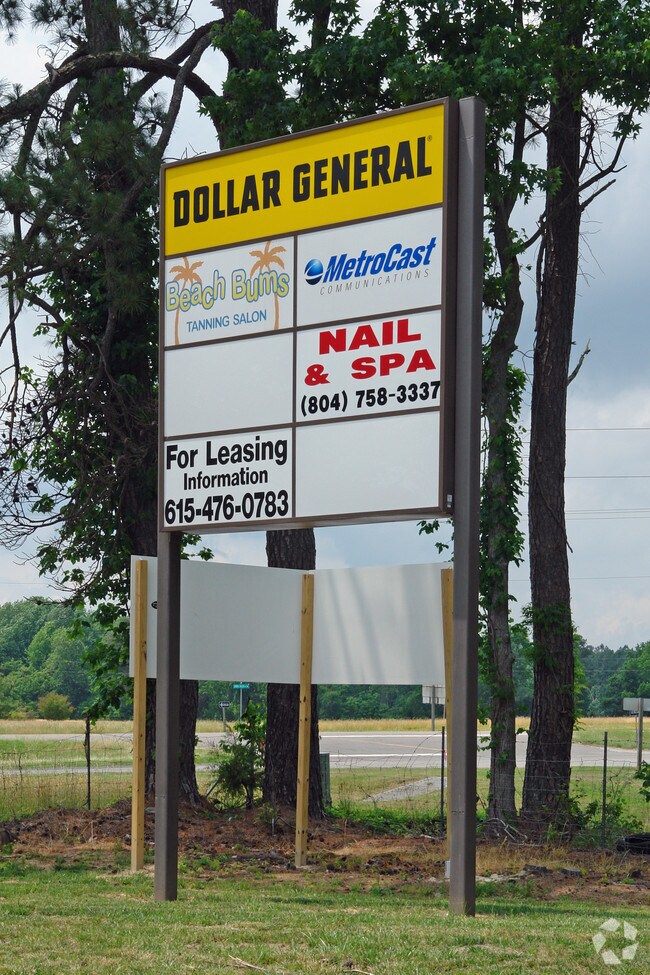 DOLLAR GENERAL®
Beach Bums
TANNING SALON
MetroCast
COMMUNICATIONS
NAIL
& SPA
(804) 758-3337
For Leasing
Information
615-476-0783